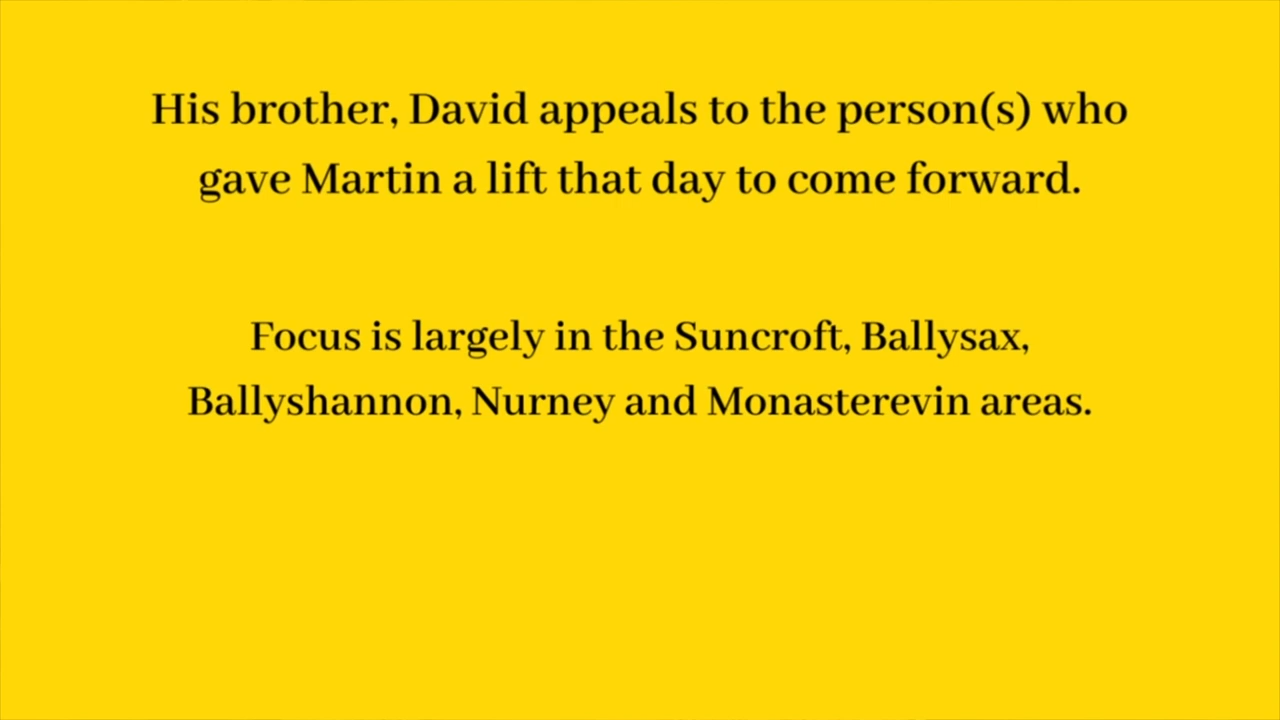 His brother, David appeals to the person(s) who
gave Martin a lift that day to come forward.
Focus is largely in the Suncroft, Ballysax,
Ballyshannon, Nurney and Monasterevin areas.